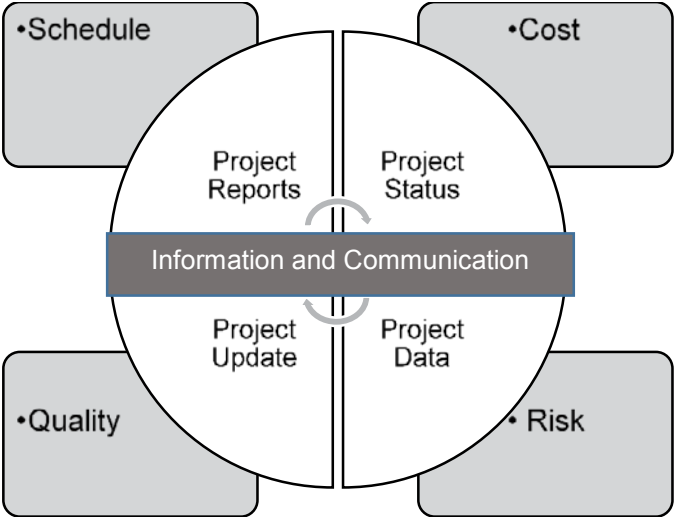 •Schedule
•Cost
Project
Reports
Project
Status
Information and Communication
Project
Update
Project
Data
•Quality
• Risk